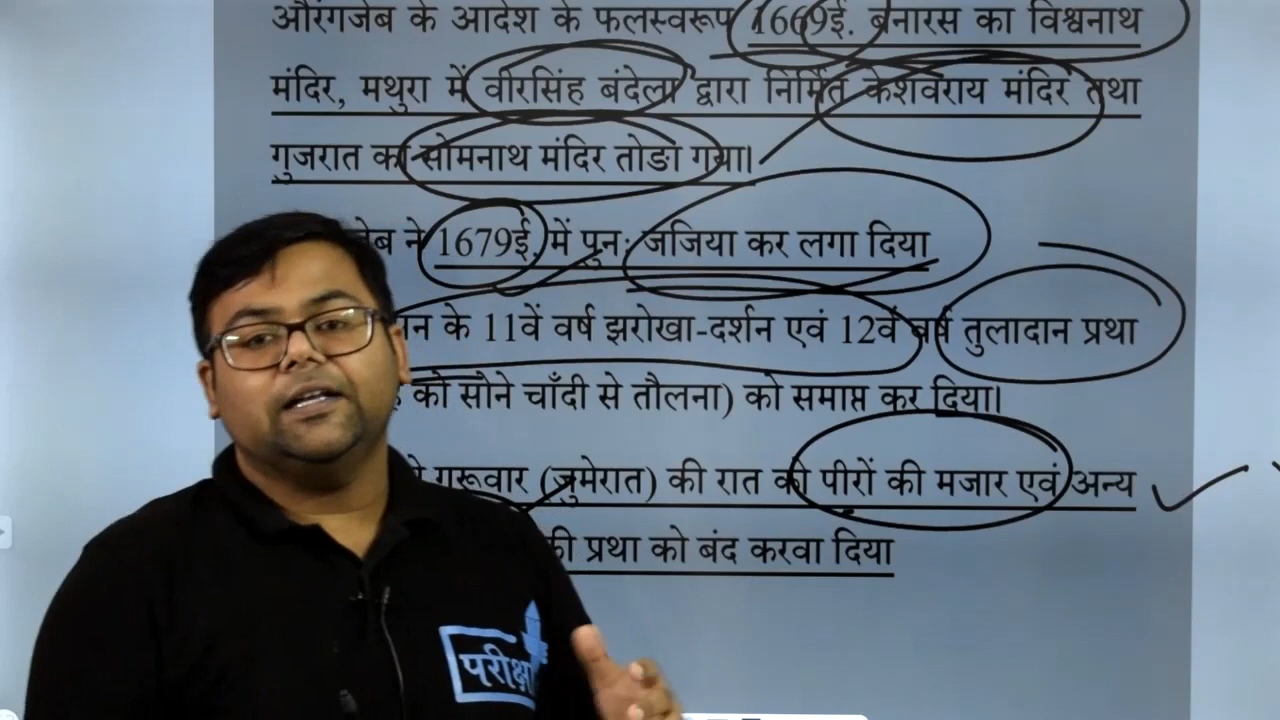 औरंगजेब के आदेश के फलस्वरूप 1669ई. बनारस का विश्वनाथ
मंदिर, मथुरा में वीरसिंह बंदेला द्वारा निर्मित केशवराय मंदिर तथा
गुजरात का सोमनाथ मंदिर तोङा गया।
ने 1679ई. में पुनः जजिया कर लगा दिया
के 11वें वर्ष झरोखा-दर्शन एवं 12वें वर्ष तुलादान प्रथा
को सोने चाँदी से तौलना) को समाप्त कर दिया।
गुरूवार (जुमेरात) की रात को पीरों की मजार एवं अन्य
की प्रथा को बंद करवा दिया
परीक्षा